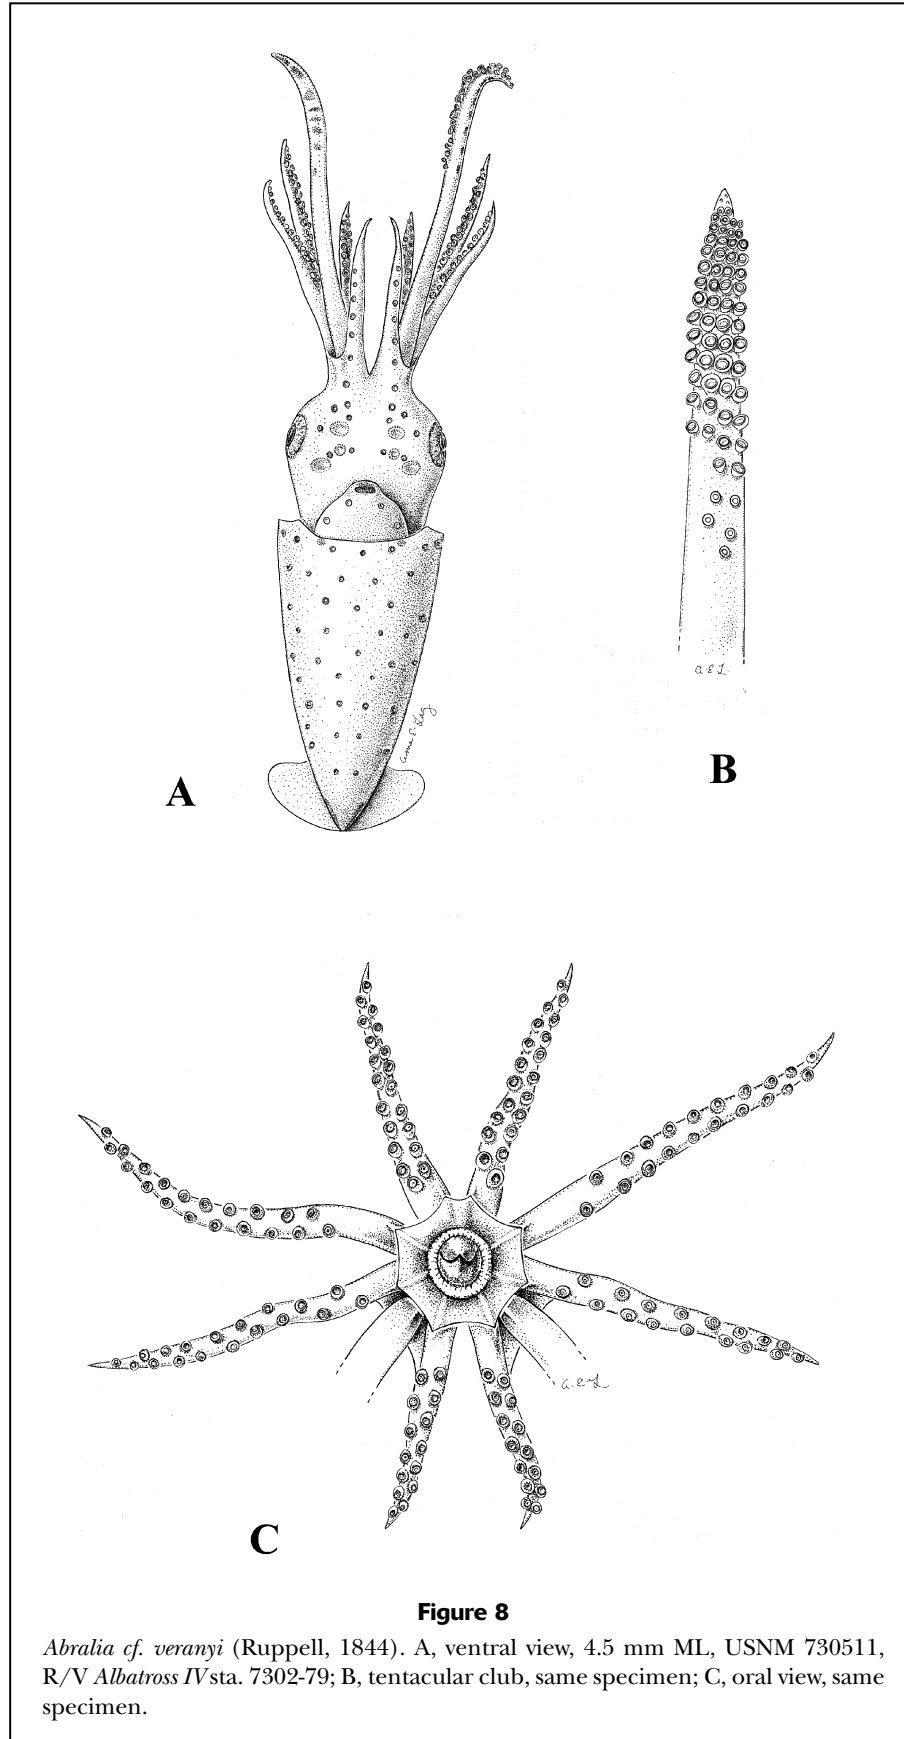 A
B
a.E.L.
C
Figure 8
Abralia cf. veranyi (Ruppell, 1844). A, ventral view, 4.5 mm ML, USNM 730511,
R/V Albatross IV sta. 7302-79; B, tentacular club, same specimen; C, oral view, same
specimen.